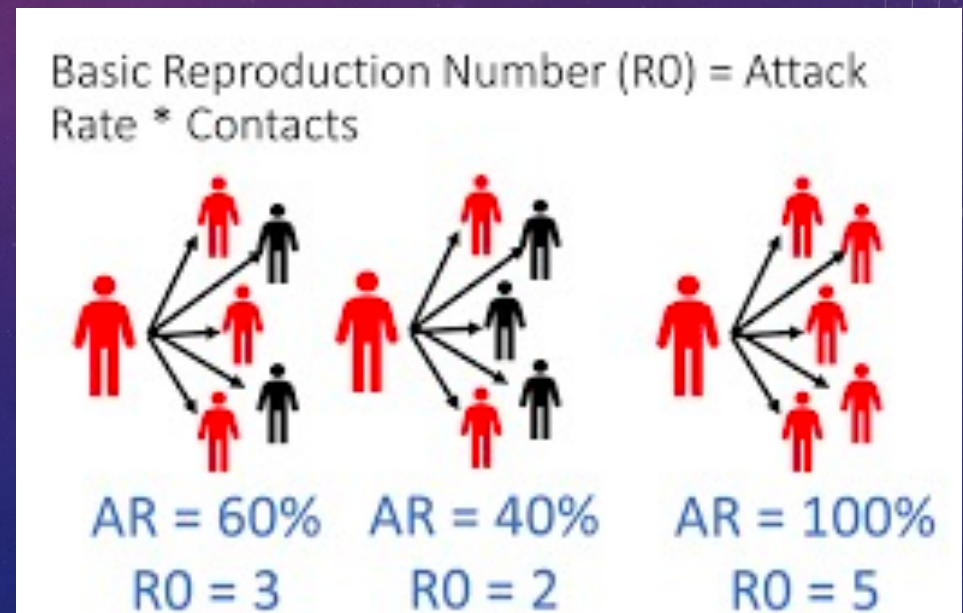 Basic Reproduction Number (R0) = Attack
Rate * Contacts
AR = 60% AR = 40% AR = 100%
R0 = 3 R0 = 2 R0 = 5